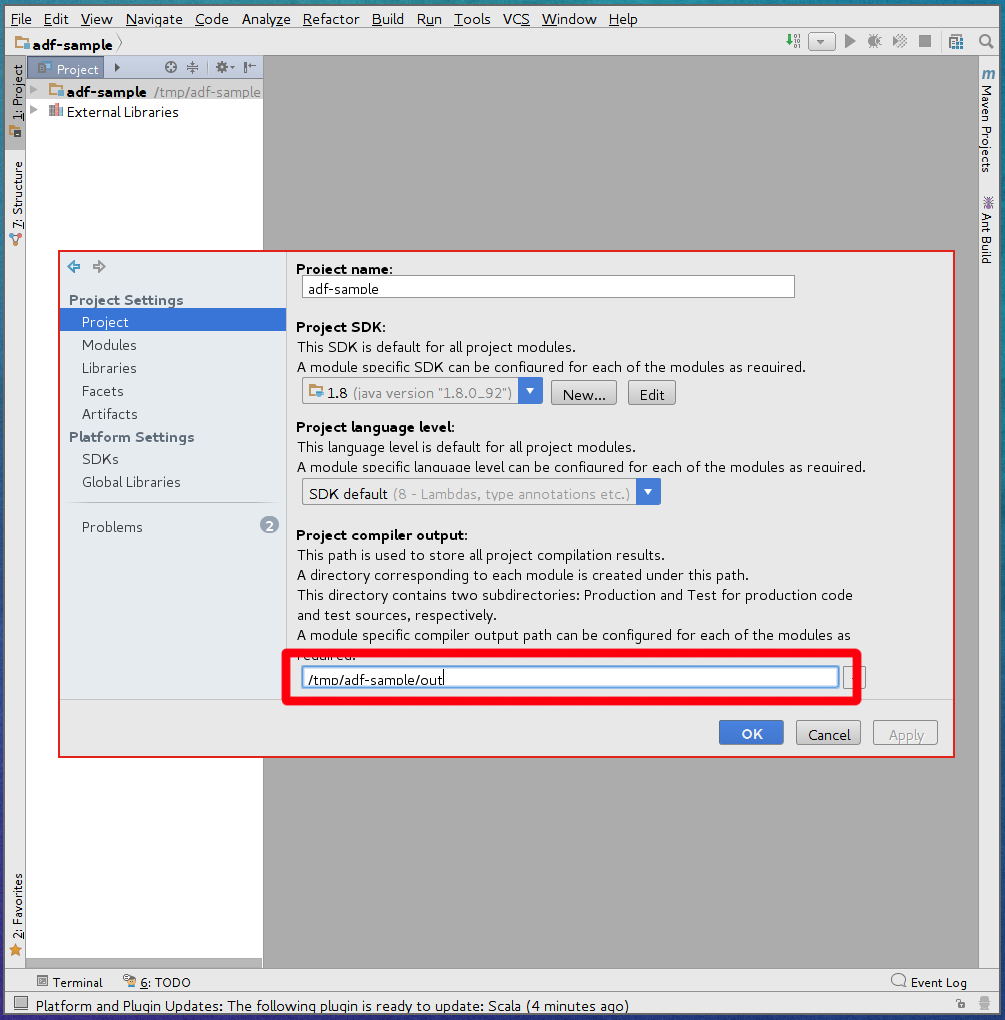 File Edit View Navigate Code Analyze Refactor Build Run Tools VCS Window Help
adf-sample
1: Project
7: Structure
2: Favorites
Project
adf-sample /tmp/adf-sample
External Libraries
Maven Projects
Ant Build
Project Settings
Project
Modules
Libraries
Facets
Artifacts
Platform Settings
SDKs
Global Libraries
Problems 2
Project name:
adf-sample
Project SDK:
This SDK is default for all project modules.
A module specific SDK can be configured for each of the modules as required.
1.8 (java version "1.8.0_92") New... Edit
Project language level:
This language level is default for all project modules.
A module specific language level can be configured for each of the modules as required.
SDK default (8 - Lambdas, type annotations etc.)
Project compiler output:
This path is used to store all project compilation results.
A directory corresponding to each module is created under this path.
This directory contains two subdirectories: Production and Test for production code
and test sources, respectively.
A module specific compiler output path can be configured for each of the modules as
required.
/tmp/adf-sample/out
OK Cancel Apply
Terminal 6: TODO Event Log
Platform and Plugin Updates: The following plugin is ready to update: Scala (4 minutes ago)